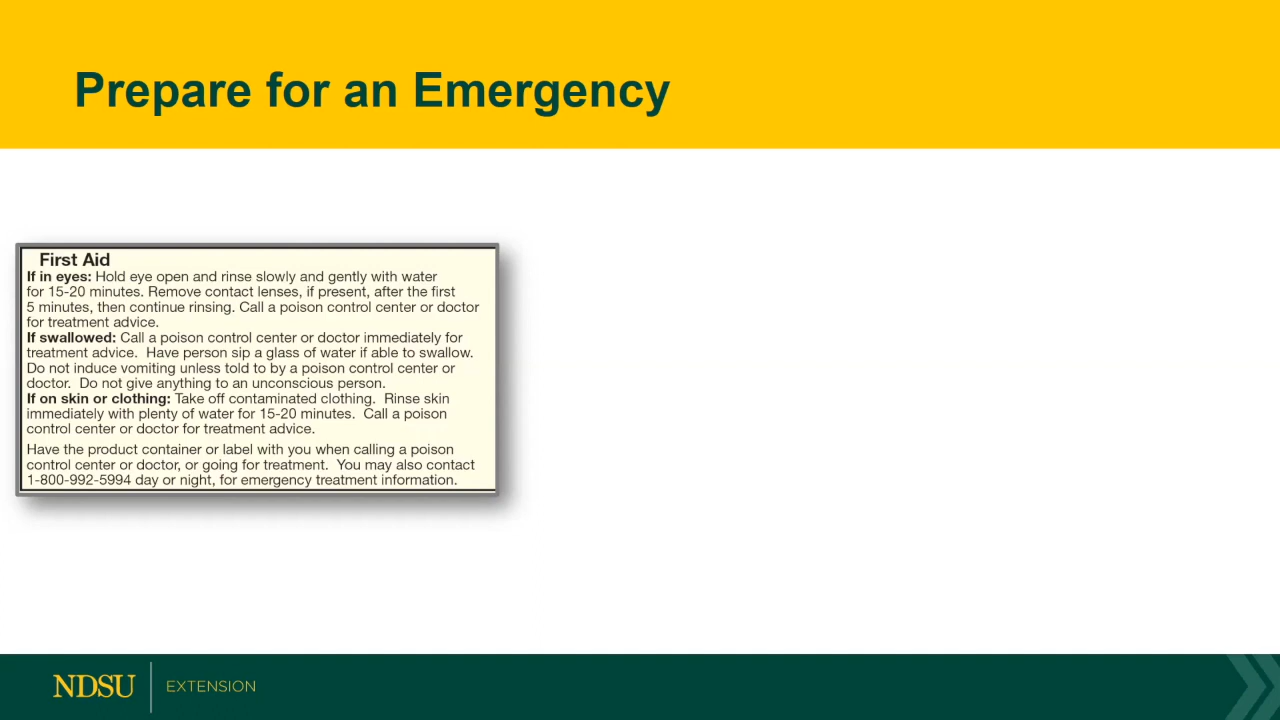 Prepare for an Emergency
First Aid
If in eyes: Hold eye open and rinse slowly and gently with water
for 15-20 minutes. Remove contact lenses, if present, after the first
5 minutes, then continue rinsing. Call a poison control center or doctor
for treatment advice.
If swallowed: Call a poison control center or doctor immediately for
treatment advice. Have person sip a glass of water if able to swallow.
Do not induce vomiting unless told to by a poison control center or
doctor. Do not give anything to an unconscious person.
If on skin or clothing: Take off contaminated clothing. Rinse skin
immediately with plenty of water for 15-20 minutes. Call a poison
control center or doctor for treatment advice.
Have the product container or label with you when calling a poison
control center or doctor, or going for treatment. You may also contact
1-800-992-5994 day or night, for emergency treatment information.
NDSU EXTENSION